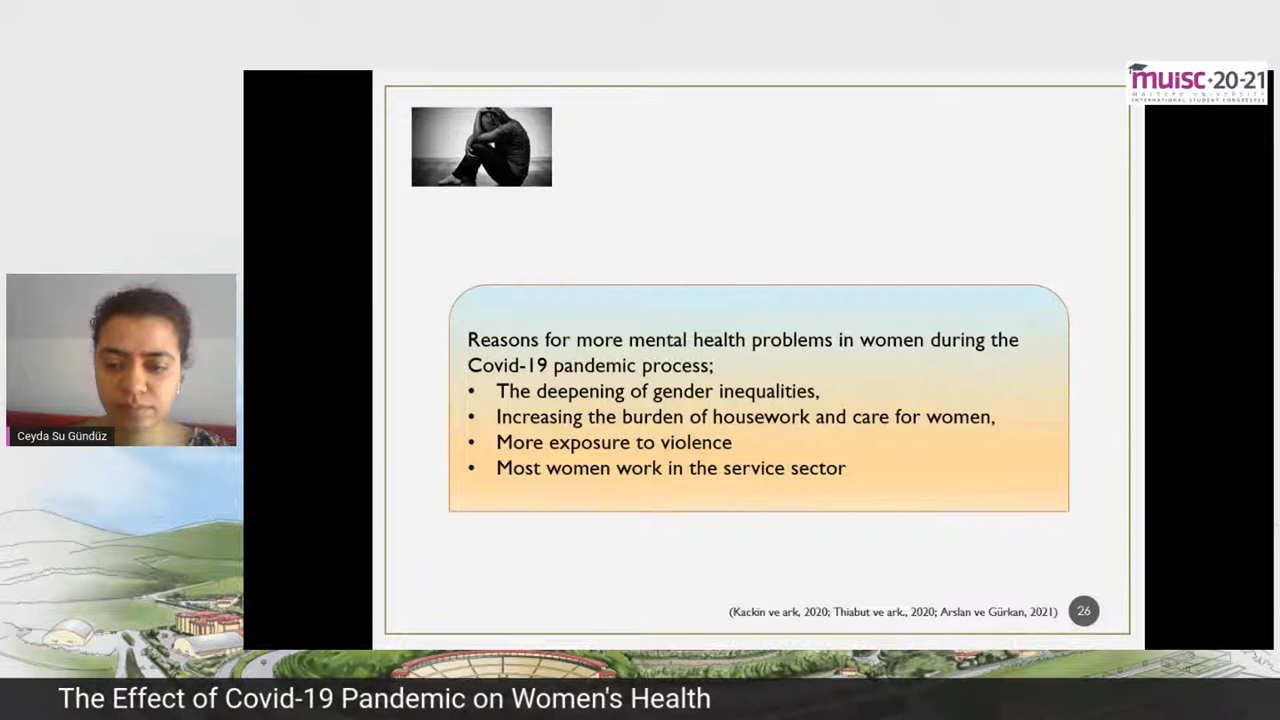 muisc·20-21
MALTEPE UNIVERSITY
INTERNATIONAL STUDENT CONGRESSES
Reasons for more mental health problems in women during the
Covid-19 pandemic process;
• The deepening of gender inequalities,
• Increasing the burden of housework and care for women,
• More exposure to violence
• Most women work in the service sector
Ceyda Su Gündüz
(Kackin ve ark, 2020; Thiabut ve ark., 2020; Arslan ve Gürkan, 2021)
26
The Effect of Covid-19 Pandemic on Women's Health